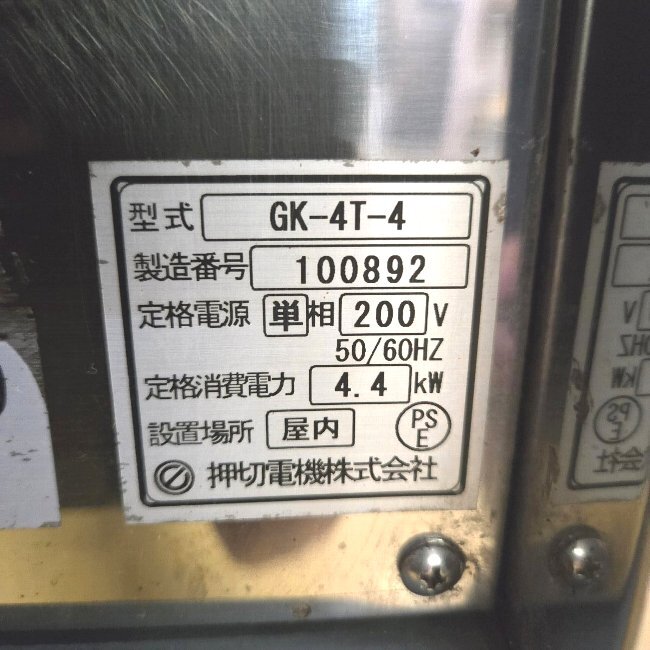 型式 GK-4T-4
製造番号 100892
定格電源 単相 200 V
50/60HZ
定格消費電力 4.4 kW
設置場所 屋内 PSE
押切電機株式会社